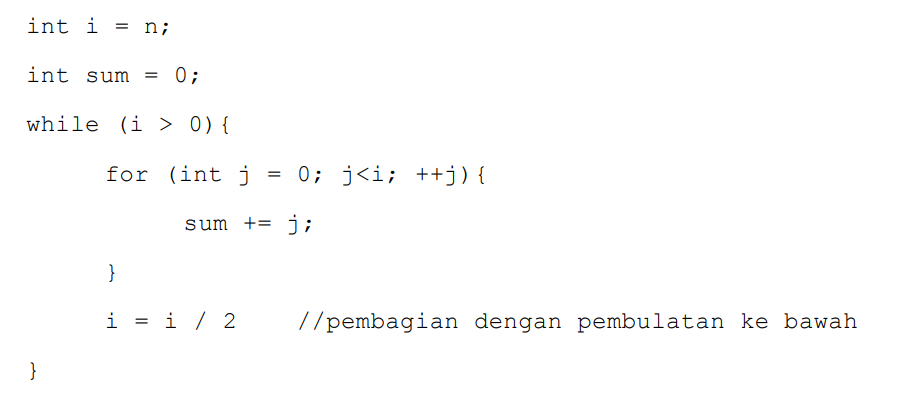 int i = n;
int sum = 0;
while (i > 0){
for (int j = 0; j<i; ++j){
sum += j;
}
i = i / 2    //pembagian dengan pembulatan ke bawah
}